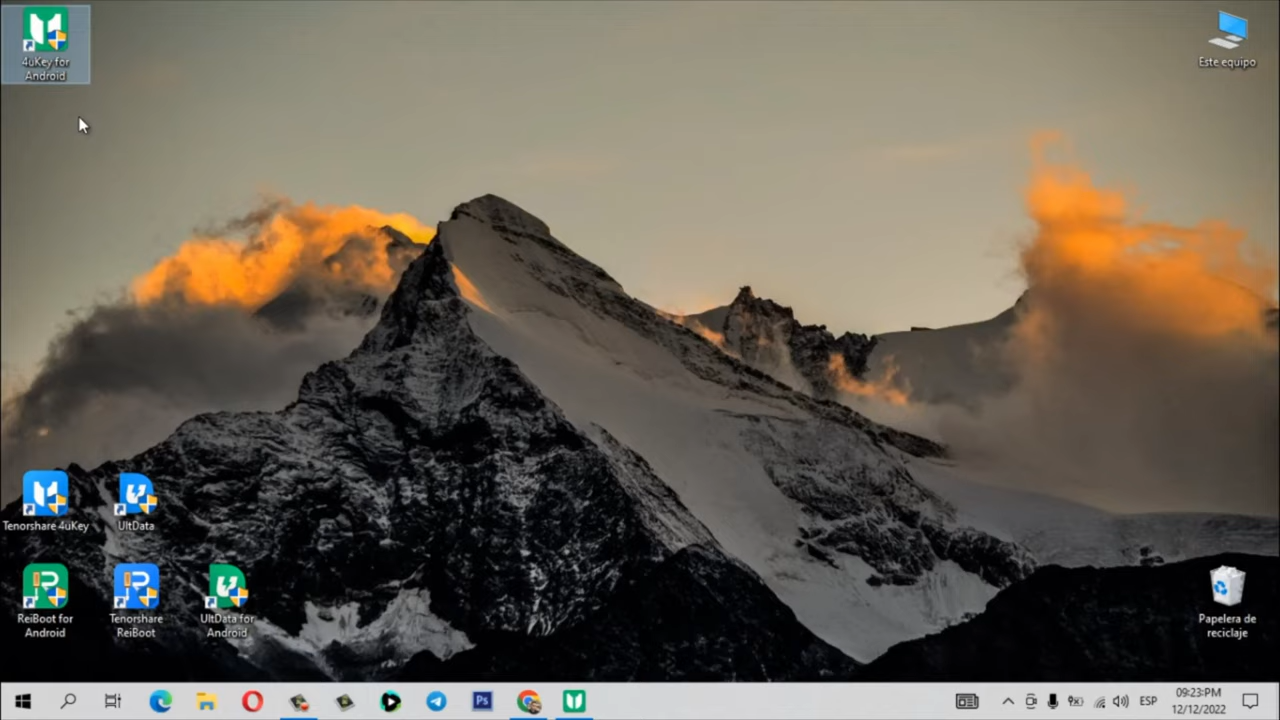 4uKey for
Android
Este equipo
Tenorshare 4uKey
UltData
ReiBoot for
Android
Tenorshare
ReiBoot
UltData for
Android
Papelera de
reciclaje
Ps
ESP
09:23PM
12/12/2022